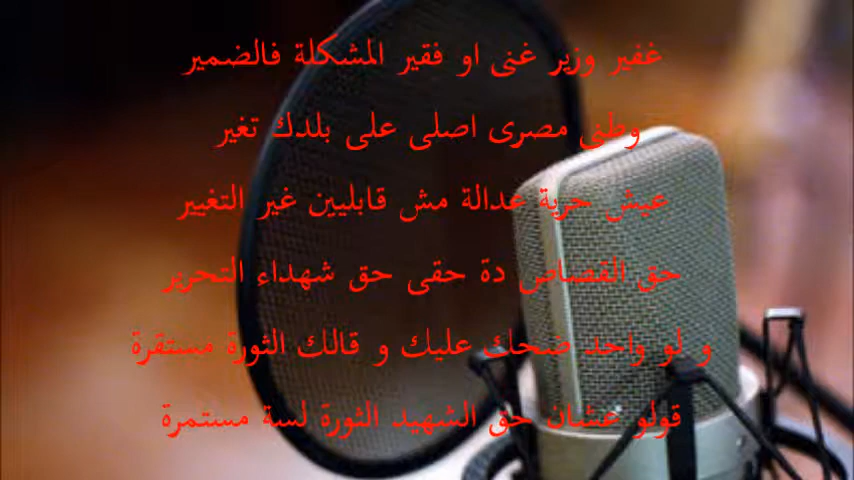 غفير وزير غنى او فقير المشكلة فالضمير
وطنى مصرى اصلى على بلدك تغير
عيش حرية عدالة مش قابليين غير التغيير
حق القصاص دة حقى حق شهداء التحرير
و لو واحد ضحك عليك و قالك الثورة مستقرة
قولو عشان حق الشهيد الثورة لسة مستمرة